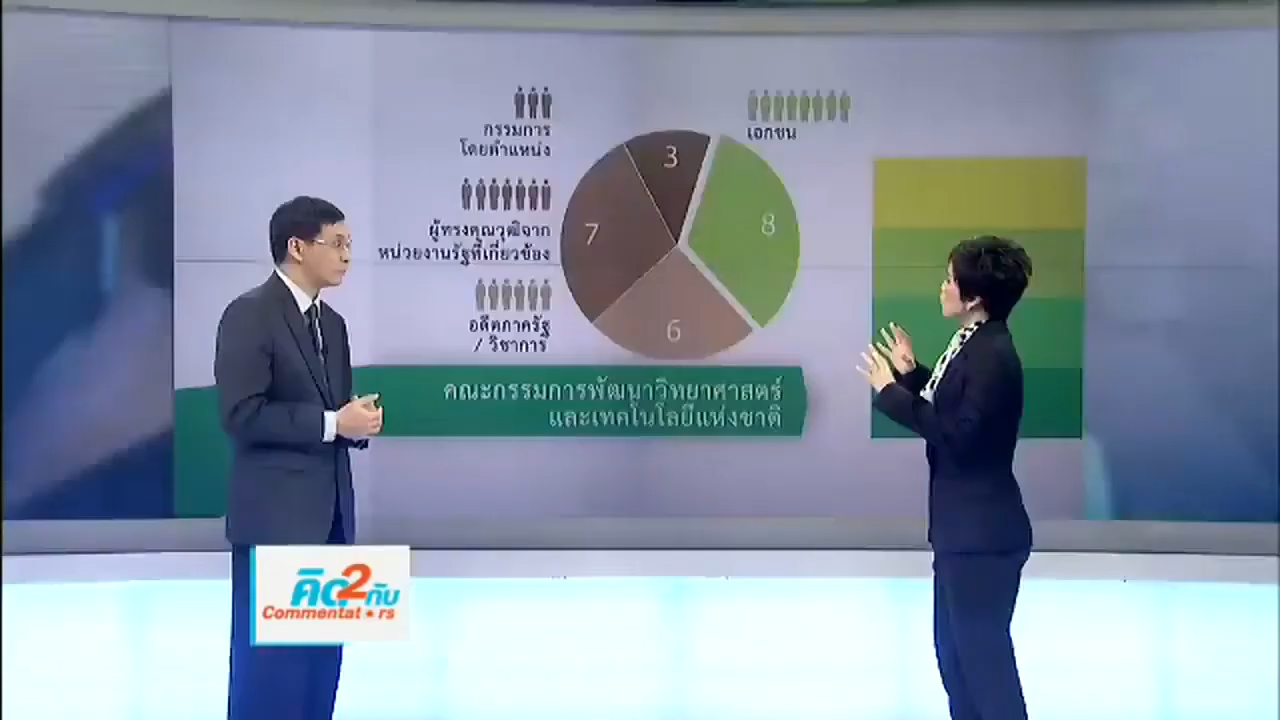 กรรมการ
โดยตำแหน่ง
เอกชน
3
8
7
6
ผู้ทรงคุณวุฒิจาก
หน่วยงานรัฐที่เกี่ยวข้อง
อดีตภาครัฐ
/ วิชาการ
คณะกรรมการพัฒนาวิทยาศาสตร์
และเทคโนโลยีแห่งชาติ
คิด2กับ
Commentat•rs